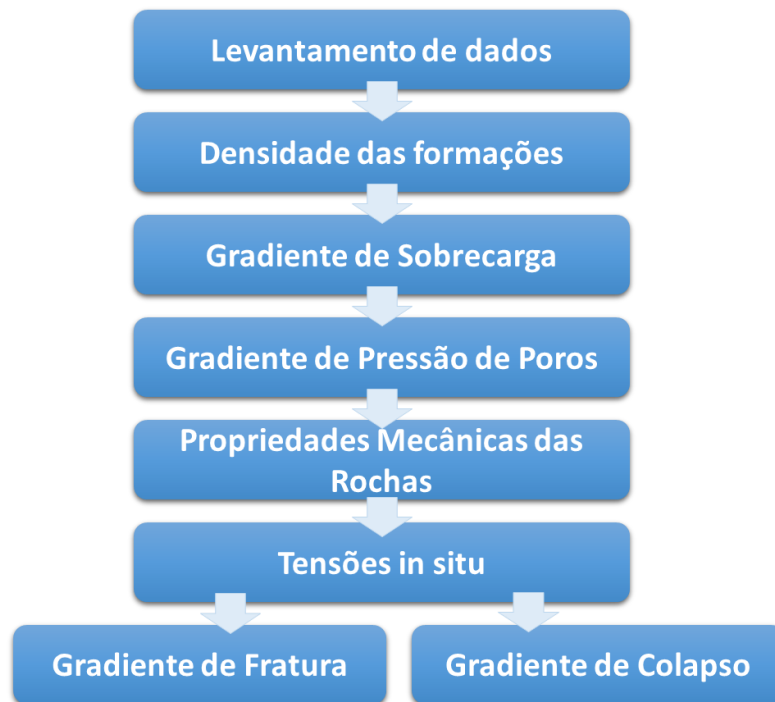 Levantamento de dados
Densidade das formações
Gradiente de Sobrecarga
Gradiente de Pressão de Poros
Propriedades Mecânicas das
Rochas
Tensões in situ
Gradiente de Fratura
Gradiente de Colapso